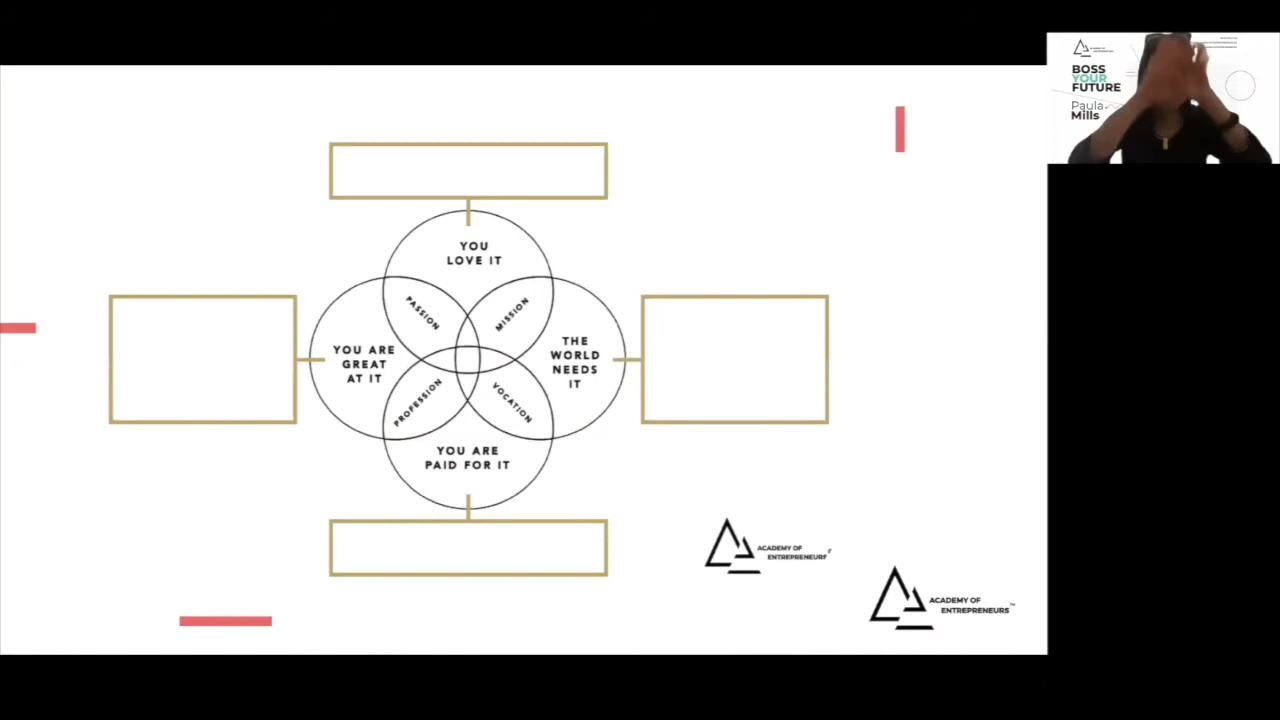 YOU
LOVE IT
PASSION
MISSION
YOU ARE
GREAT
AT IT
THE
WORLD
NEEDS
IT
PROFESSION
VOCATION
YOU ARE
PAID FOR IT
ACADEMY OF
ENTREPRENEURS
ACADEMY OF
ENTREPRENEURS™
BOSS
YOUR
FUTURE
Paula
Mills